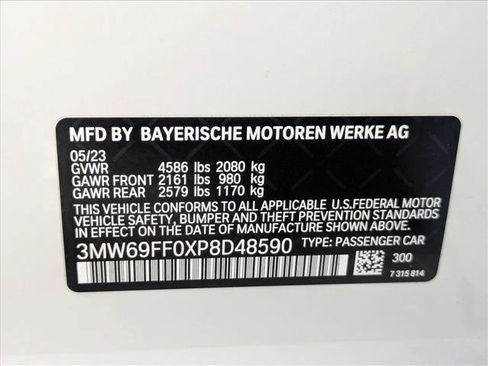 MFD BY BAYERISCHE MOTOREN WERKE AG
05/23
GVWR 4586 lbs 2080 kg
GAWR FRONT 2161 lbs 980 kg
GAWR REAR 2579 lbs 1170 kg
THIS VEHICLE CONFORMS TO ALL APPLICABLE U.S.FEDERAL MOTOR
VEHICLE SAFETY, BUMPER AND THEFT PREVENTION STANDARDS
IN EFFECT ON THE DATE OF MANUFACTURE SHOWN ABOVE.
3MW69FF0XP8D48590 TYPE: PASSENGER CAR
300
7 315 814